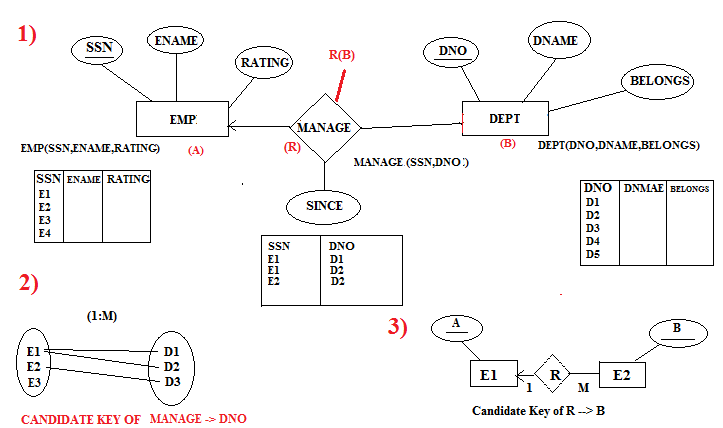 1)
SSN
ENAME
RATING
R(B)
DNO
DNAME
BELONGS
EMP
MANAGE
DEPT
(A)
(R)
(B)
EMP(SSN,ENAME,RATING)
MANAGE (SSN,DNO:)
DEPT(DNO,DNAME,BELONGS)
SSN ENAME RATING
E1
E2
E3
E4
SINCE
DNO DNMAE BELONGS
D1
D2
D3
D4
D5
SSN DNO
E1 D1
E1 D2
E2 D2
2)
(1:M)
E1 D1
E2 D2
E3 D3
CANDIDATE KEY OF MANAGE -> DNO
3)
A
B
E1
R
E2
1
M
Candidate Key of R --> B